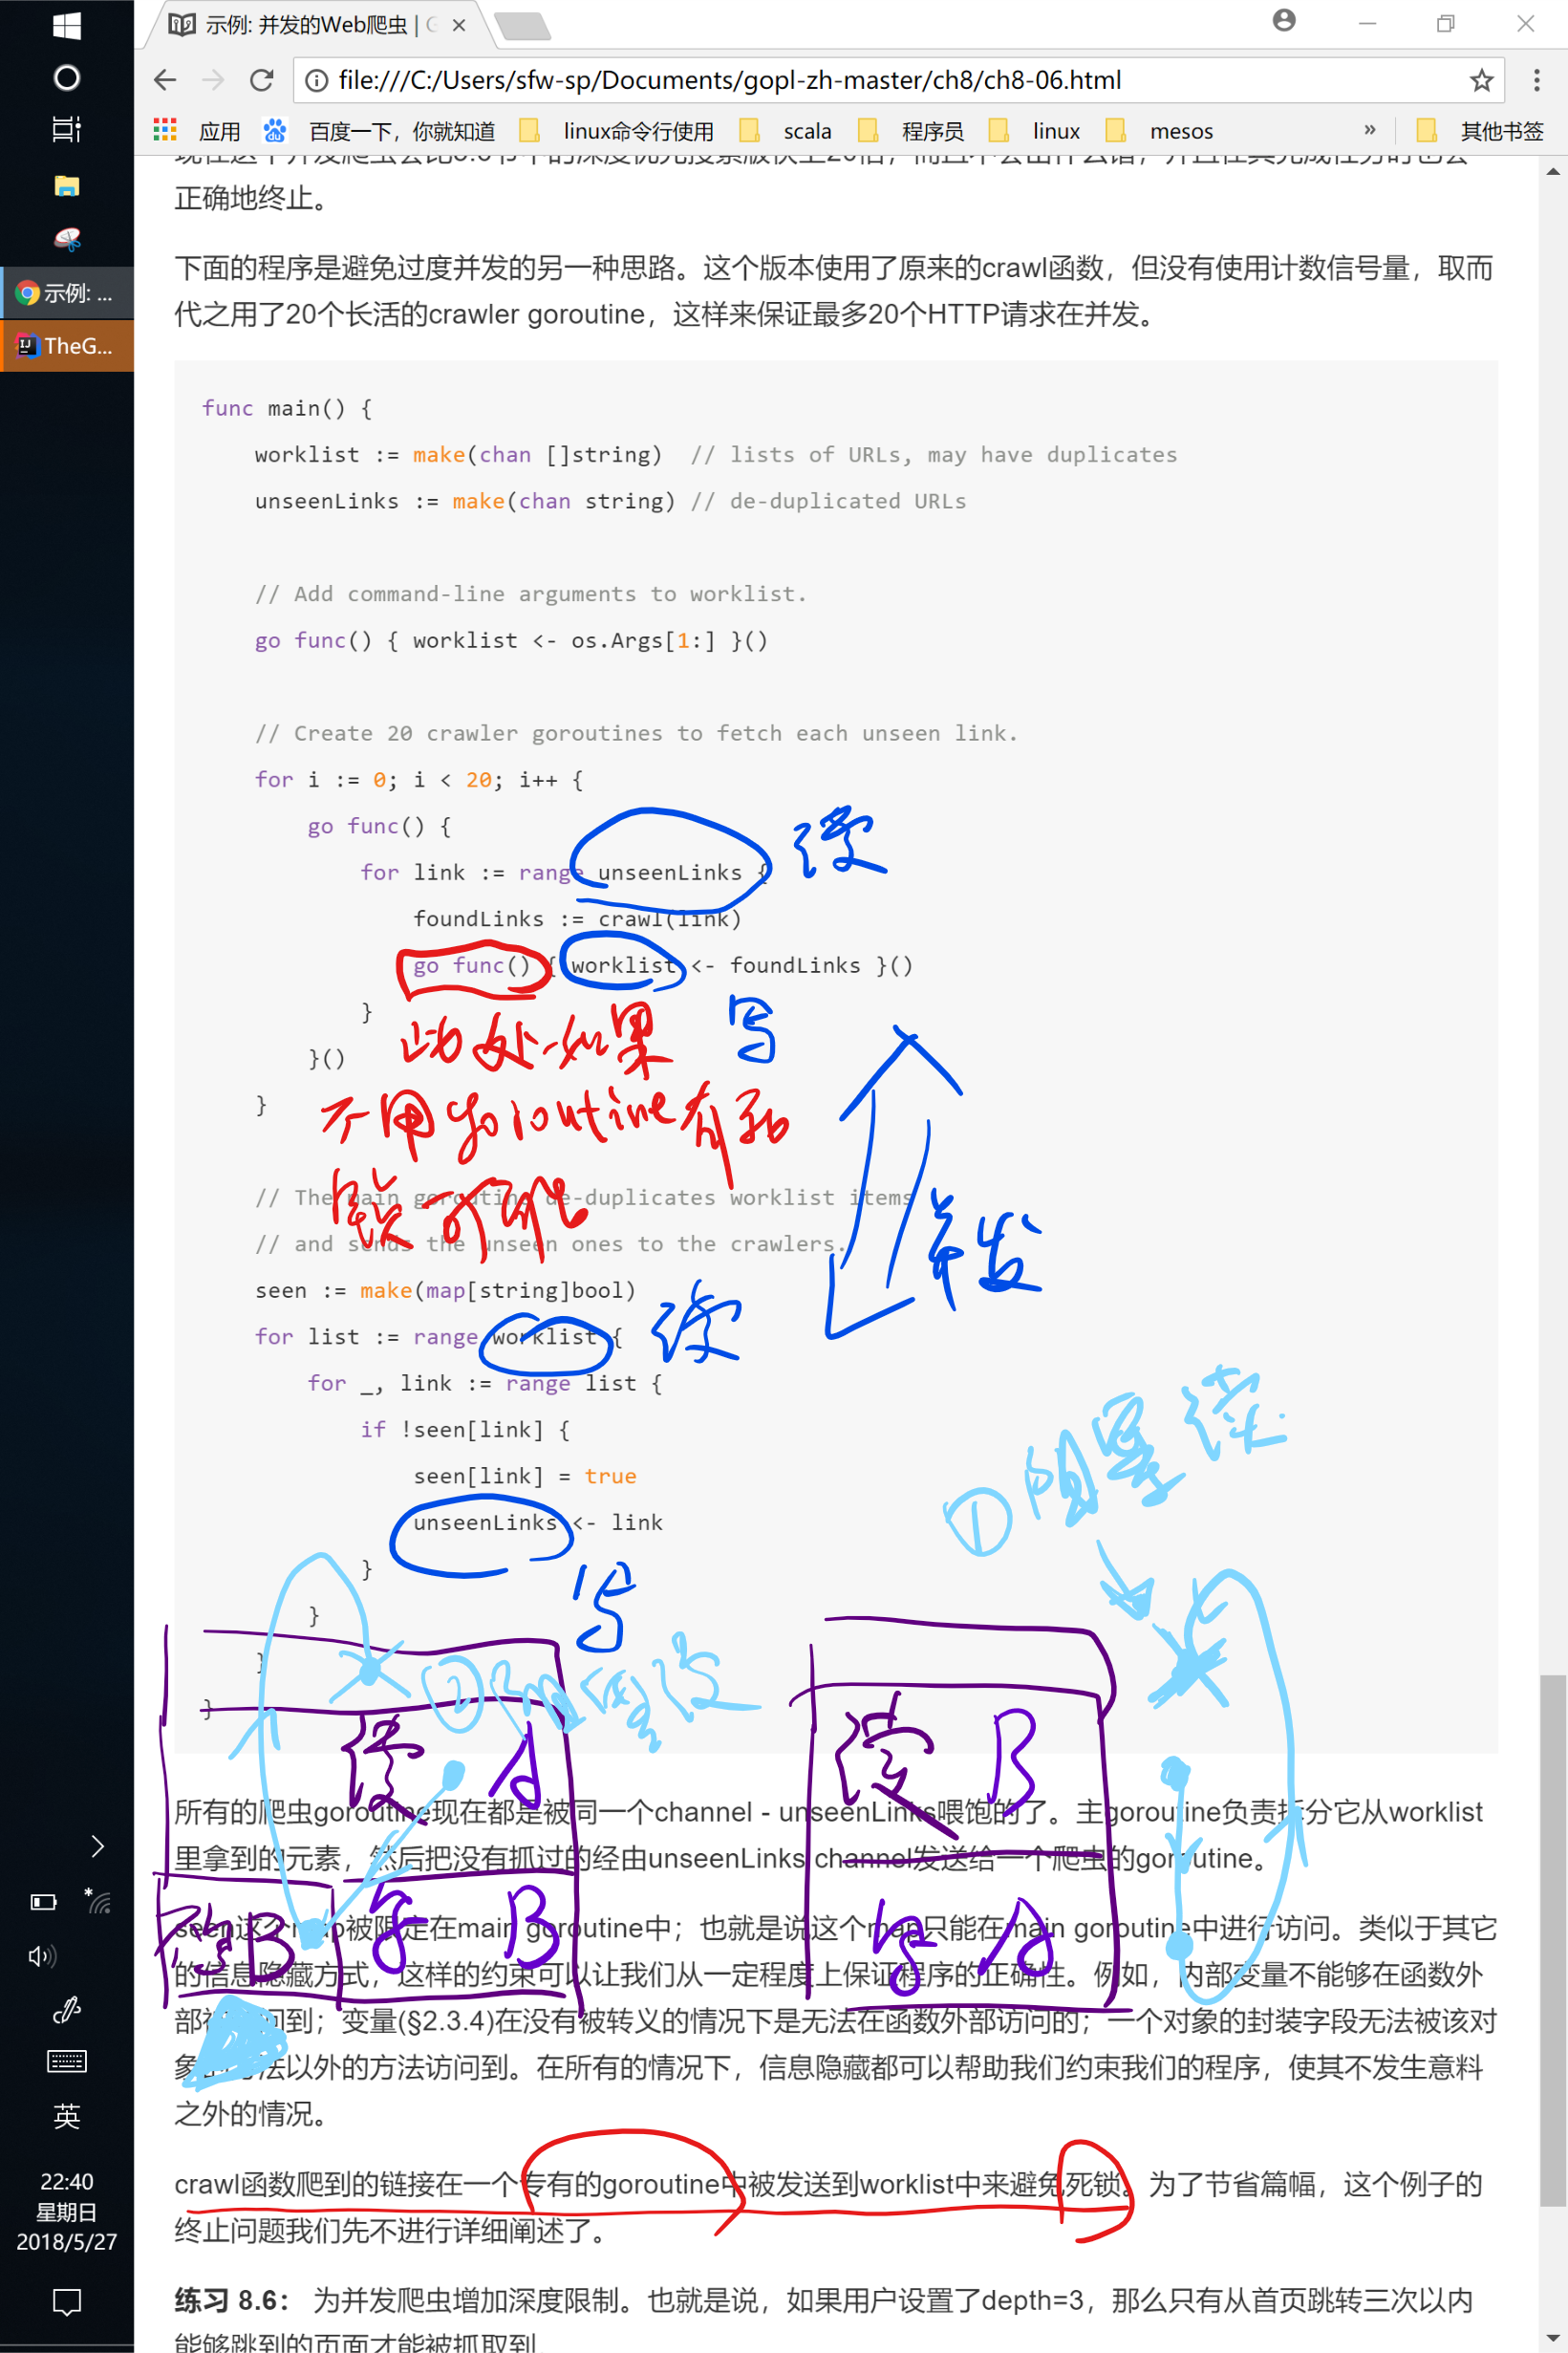 示例: 并发的Web爬虫 | G
file:///C:/Users/sfw-sp/Documents/gopl-zh-master/ch8/ch8-06.html
应用 百度一下，你就知道 linux命令行使用 scala 程序员 linux mesos » 其他书签
示例: ...
TheG...
正确地终止。
下面的程序是避免过度并发的另一种思路。这个版本使用了原来的crawl函数，但没有使用计数信号量，取而
代之用了20个长活的crawler goroutine，这样来保证最多20个HTTP请求在并发。
func main() {
worklist := make(chan []string)  // lists of URLs, may have duplicates
unseenLinks := make(chan string) // de-duplicated URLs
// Add command-line arguments to worklist.
go func() { worklist <- os.Args[1:] }()
// Create 20 crawler goroutines to fetch each unseen link.
for i := 0; i < 20; i++ {
go func() {
for link := range unseenLinks { 读
foundLinks := crawl(link)
go func() { worklist <- foundLinks }()
} 写
}() 此处如果
} 不用goroutine有死
锁可能
// The main goroutine de-duplicates worklist items
// and sends the unseen ones to the crawlers.
并发
seen := make(map[string]bool)
for list := range worklist { 读
for _, link := range list {
if !seen[link] {
① 阻塞读
seen[link] = true
unseenLinks <- link
} 写
}
}
② 阻塞
}
读 A 读 B
所有的爬虫goroutine现在都是被同一个channel - unseenLinks喂饱的了。主goroutine负责拆分它从worklist
里拿到的元素，然后把没有抓过的经由unseenLinks channel发送给一个爬虫的goroutine。
B 写 B 写 A
seen这个map被限定在main goroutine中；也就是说这个map只能在main goroutine中进行访问。类似于其它
的信息隐藏方式，这样的约束可以让我们从一定程度上保证程序的正确性。例如，内部变量不能够在函数外
部被访问到；变量(§2.3.4)在没有被转义的情况下是无法在函数外部访问的；一个对象的封装字段无法被该对
象的方法以外的方法访问到。在所有的情况下，信息隐藏都可以帮助我们约束我们的程序，使其不发生意料
之外的情况。
crawl函数爬到的链接在一个专有的goroutine中被发送到worklist中来避免死锁。为了节省篇幅，这个例子的
终止问题我们先不进行详细阐述了。
练习 8.6： 为并发爬虫增加深度限制。也就是说，如果用户设置了depth=3，那么只有从首页跳转三次以内
能够跳到的页面才能被抓取到
英
22:40
星期日
2018/5/27